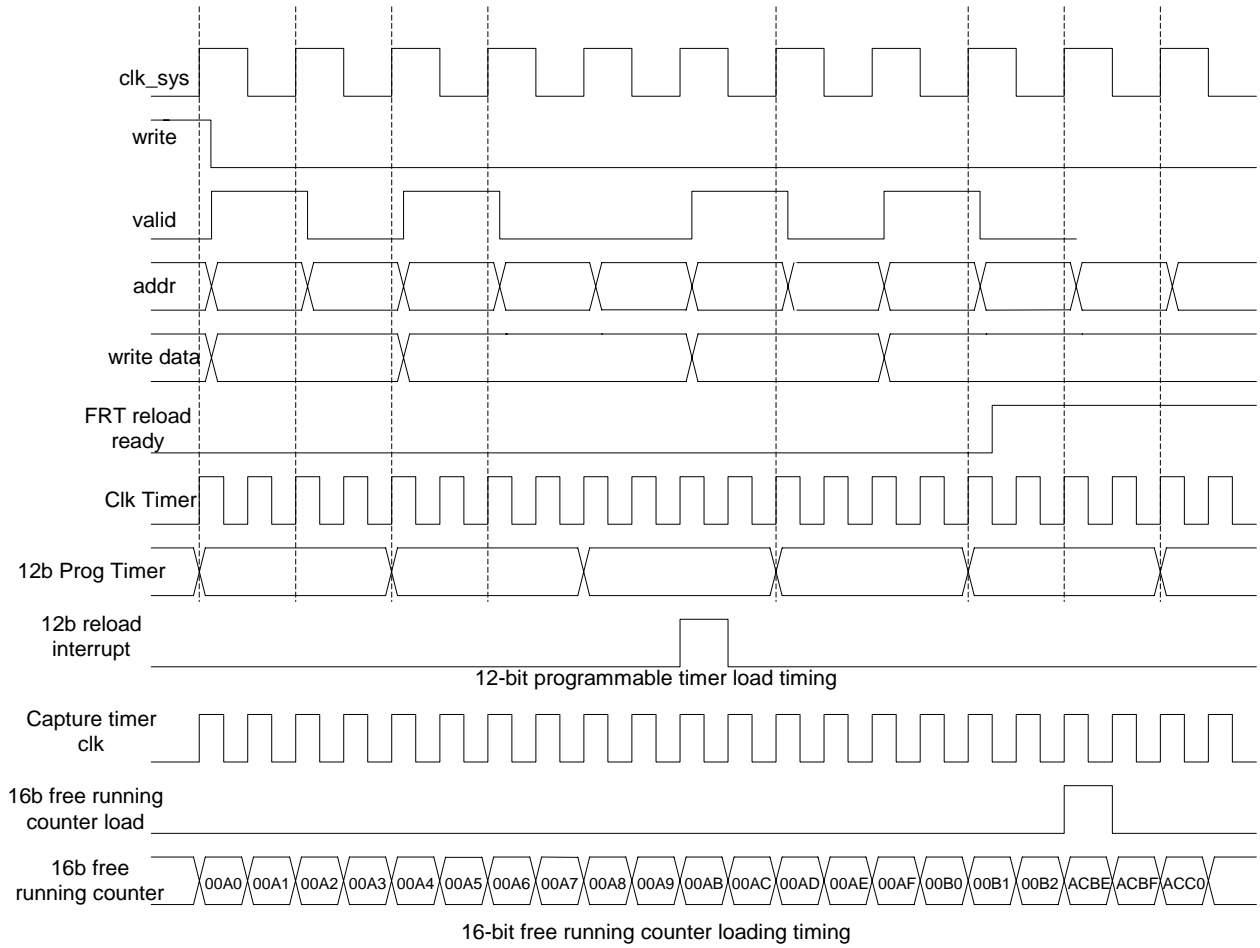 clk_sys
write
valid
addr
write data
FRT reload
ready
Clk Timer
12b Prog Timer
12b reload
interrupt
12-bit programmable timer load timing
Capture timer
clk
16b free running
counter load
16b free
running counter
00A0 00A1 00A2 00A3 00A4 00A5 00A6 00A7 00A8 00A9 00AB 00AC 00AD 00AE 00AF 00B0 00B1 00B2 ACBE ACBF ACC0
16-bit free running counter loading timing